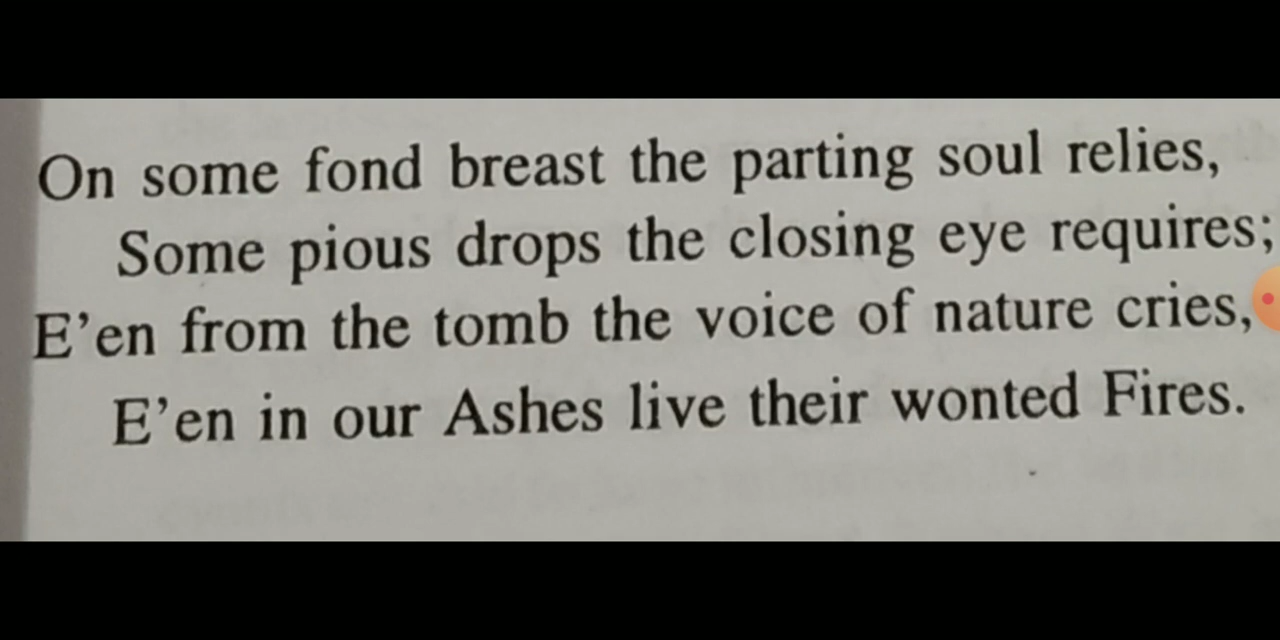 On some fond breast the parting soul relies,
Some pious drops the closing eye requires;
E'en from the tomb the voice of nature cries,
E'en in our Ashes live their wonted Fires.